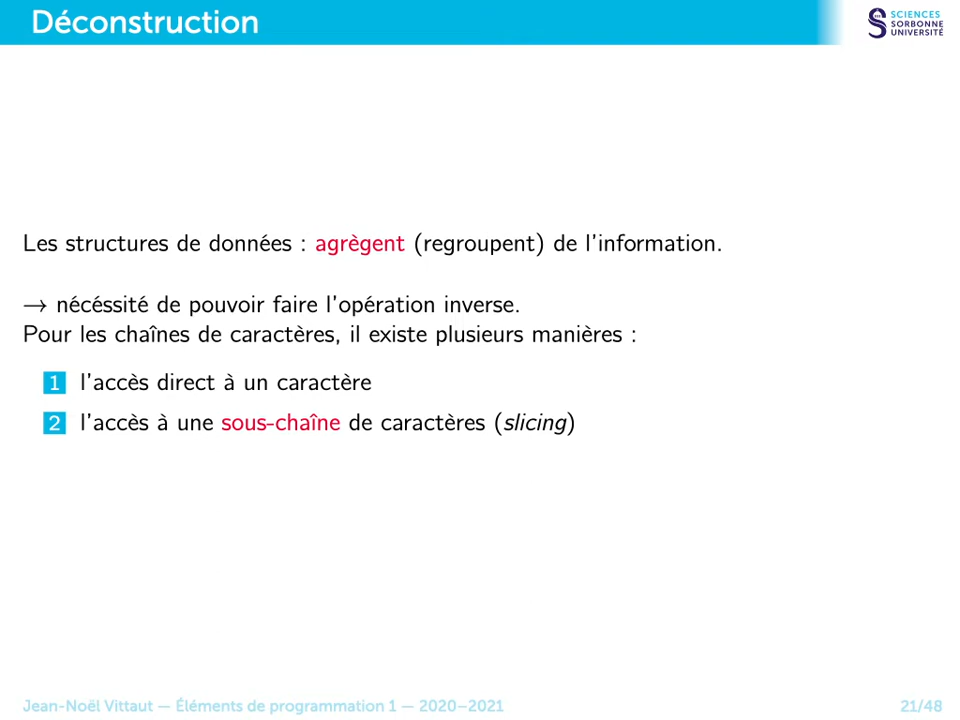 Déconstruction
SCIENCES
SORBONNE
UNIVERSITÉ
Les structures de données : agrègent (regroupent) de l'information.
→ nécéssité de pouvoir faire l'opération inverse.
Pour les chaînes de caractères, il existe plusieurs manières :
1 l'accès direct à un caractère
2 l'accès à une sous-chaîne de caractères (slicing)
Jean-Noël Vittaut — Éléments de programmation 1 — 2020–2021
21/48